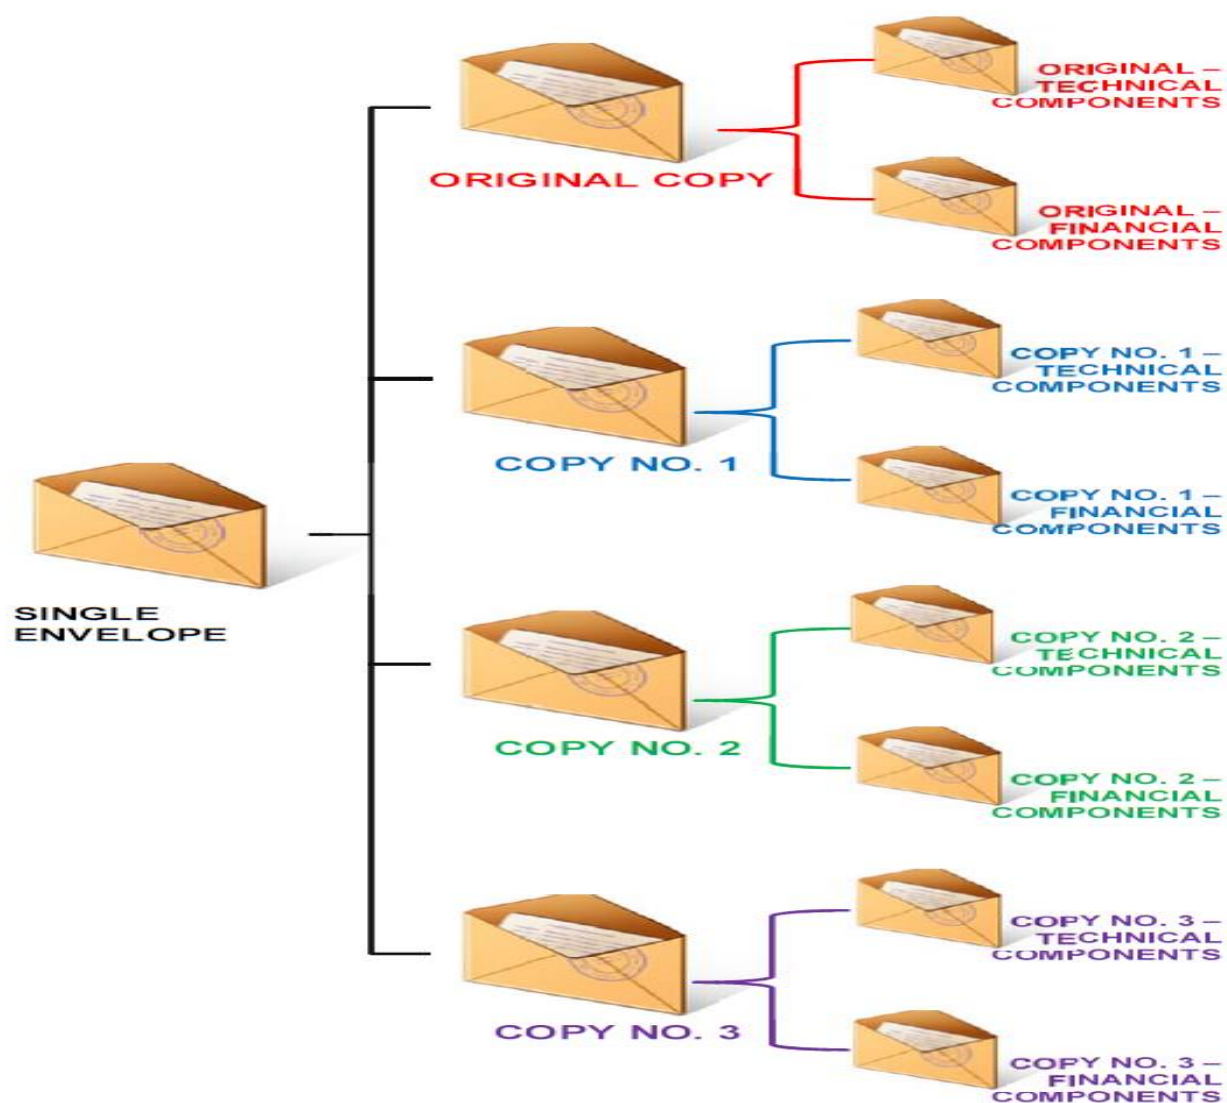 ORIGINAL –
TECHNICAL
COMPONENTS
ORIGINAL COPY
ORIGINAL –
FINANCIAL
COMPONENTS
COPY NO. 1 –
TECHNICAL
COMPONENTS
COPY NO. 1
COPY NO. 1 –
FINANCIAL
COMPONENTS
SINGLE
ENVELOPE
COPY NO. 2 –
TECHNICAL
COMPONENTS
COPY NO. 2
COPY NO. 2 –
FINANCIAL
COMPONENTS
COPY NO. 3 –
TECHNICAL
COMPONENTS
COPY NO. 3
COPY NO. 3 –
FINANCIAL
COMPONENTS